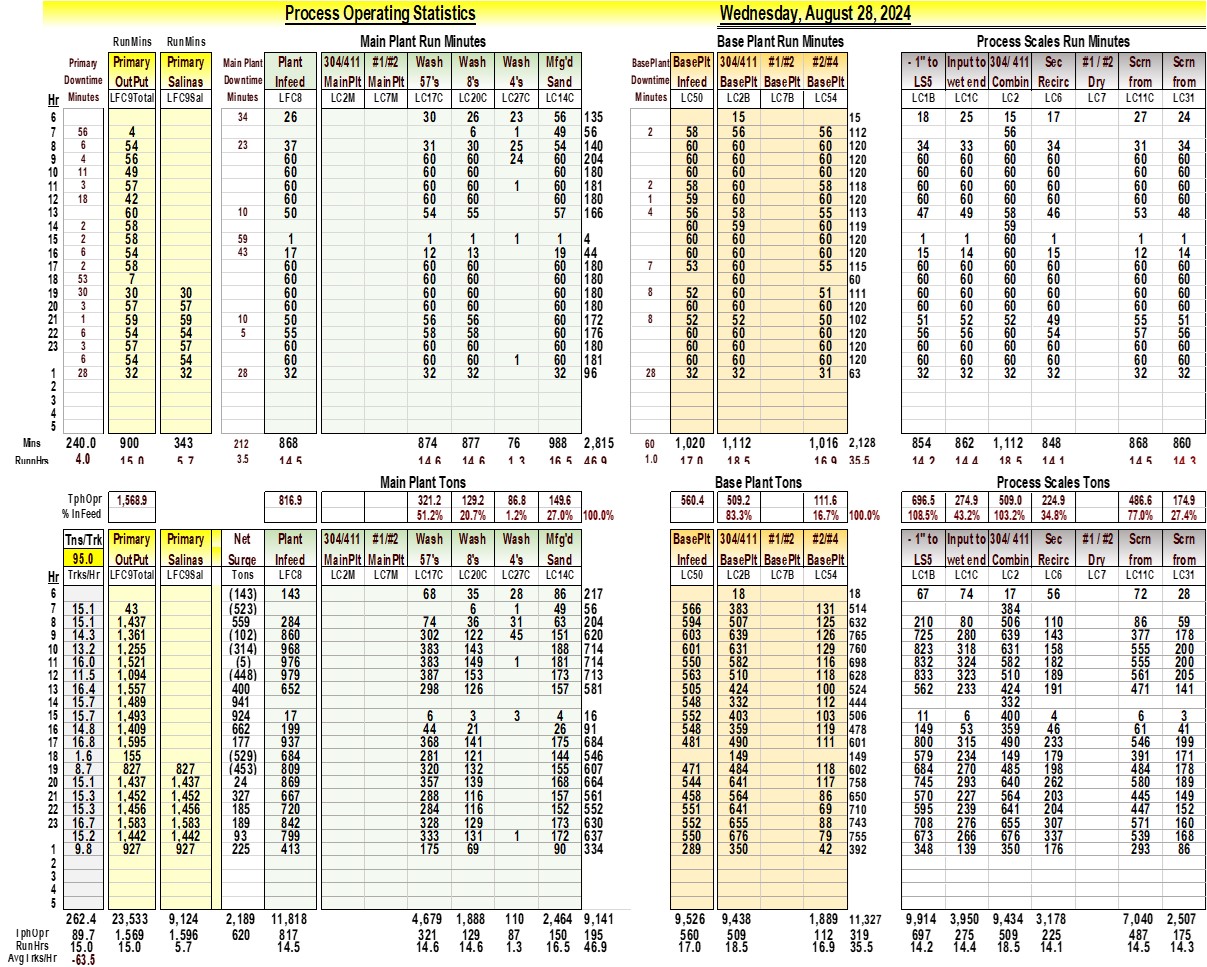 Process Operating Statistics Wednesday, August 28, 2024
RunMins RunMins Main Plant Run Minutes Base Plant Run Minutes Process Scales Run Minutes
Primary Primary Primary Main Plant Plant 304/411 #1/#2 Wash Wash Wash Mfg'd BasePlant BasePlt 304/411 #1/#2 #2/#4 - 1" to Input to 304/ 411 Sec #1 / #2 Scrn Scrn
Downtime OutPut Salinas Downtime Infeed MainPlt MainPlt 57's 8's 4's Sand Downtime Infeed BasePlt BasePlt BasePlt LS5 wet end Combin Recirc Dry from from
Hr Minutes LFC9Total LFC9Sal Minutes LFC8 LC2M LC7M LC17C LC20C LC27C LC14C Minutes LC50 LC2B LC7B LC54 LC1B LC1C LC2 LC6 LC7 LC11C LC31
6 34 26 30 26 23 56 135 15 15 18 25 15 17 27 24
7 56 4 6 1 49 56 2 58 56 56 112 56
8 6 54 23 37 31 30 25 54 140 60 60 60 120 34 33 60 34 31 34
9 4 56 60 60 60 24 60 204 60 60 60 120 60 60 60 60 60 60
10 11 49 60 60 60 60 180 60 60 60 120 60 60 60 60 60 60
11 3 57 60 60 60 1 60 181 2 58 60 58 118 60 60 60 60 60 60
12 18 42 60 60 60 60 180 1 59 60 60 120 60 60 60 60 60 60
13 60 10 50 54 55 57 166 4 56 58 55 113 47 49 58 46 53 48
14 2 58 60 59 60 119 59
15 2 58 59 1 1 1 1 1 4 60 60 60 120 1 1 60 1 1 1
16 6 54 43 17 12 13 19 44 60 60 60 120 15 14 60 15 12 14
17 2 58 60 60 60 60 180 7 53 60 55 115 60 60 60 60 60 60
18 53 7 60 60 60 60 180 60 60 60 60 60 60 60 60
19 30 30 30 60 60 60 60 180 8 52 60 51 111 60 60 60 60 60 60
20 3 57 57 60 60 60 60 180 60 60 60 120 60 60 60 60 60 60
21 1 59 59 10 50 56 56 60 172 8 52 52 50 102 51 52 52 49 55 51
22 6 54 54 5 55 58 58 60 176 60 60 60 120 56 56 60 54 57 56
23 3 57 57 60 60 60 60 180 60 60 60 120 60 60 60 60 60 60
6 54 54 60 60 60 1 60 181 60 60 60 120 60 60 60 60 60 60
1 28 32 32 28 32 32 32 32 96 28 32 32 31 63 32 32 32 32 32 32
2
3
4
5
Mins 240.0 900 343 212 868 874 877 76 988 2,815 60 1,020 1,112 1,016 2,128 854 862 1,112 848 868 860
RunnHrs 4.0 15.0 5.7 3.5 14.5 14.6 14.6 1.3 16.5 46.9 1.0 17.0 18.5 16.9 35.5 14.2 14.4 18.5 14.1 14.5 14.3
Main Plant Tons Base Plant Tons Process Scales Tons
TphOpr 1,568.9 816.9 321.2 129.2 86.8 149.6 560.4 509.2 111.6 696.5 274.9 509.0 224.9 486.6 174.9
% InFeed 51.2% 20.7% 1.2% 27.0% 100.0% 83.3% 16.7% 100.0% 108.5% 43.2% 103.2% 34.8% 77.0% 27.4%
Tns/Trk Primary Primary Net Plant 304/411 #1/#2 Wash Wash Wash Mfg'd BasePlt 304/411 #1/#2 #2/#4 - 1" to Input to 304/ 411 Sec #1 / #2 Scrn Scrn
95.0 OutPut Salinas Surge Infeed MainPlt MainPlt 57's 8's 4's Sand Infeed BasePlt BasePlt BasePlt LS5 wet end Combin Recirc Dry from from
Hr Trks/Hr LFC9Total LFC9Sal Tons LFC8 LC2M LC7M LC17C LC20C LC27C LC14C LC50 LC2B LC7B LC54 LC1B LC1C LC2 LC6 LC7 LC11C LC31
6 (143) 143 68 35 28 86 217 18 18 67 74 17 56 72 28
7 15.1 43 (523) 6 1 49 56 566 383 131 514 384
8 15.1 1,437 559 284 74 36 31 63 204 594 507 125 632 210 80 506 110 86 59
9 14.3 1,361 (102) 860 302 122 45 151 620 603 639 126 765 725 280 639 143 377 178
10 13.2 1,255 (314) 968 383 143 188 714 601 631 129 760 823 318 631 158 555 200
11 16.0 1,521 (5) 976 383 149 1 181 714 550 582 116 698 832 324 582 182 555 200
12 11.5 1,094 (448) 979 387 153 173 713 563 510 118 628 833 323 510 189 561 205
13 16.4 1,557 400 652 298 126 157 581 505 424 100 524 562 233 424 191 471 141
14 15.7 1,489 941 548 332 112 444 332
15 15.7 1,493 924 17 6 3 3 4 16 552 403 103 506 11 6 400 4 6 3
16 14.8 1,409 662 199 44 21 26 91 548 359 119 478 149 53 359 46 61 41
17 16.8 1,595 177 937 368 141 175 684 481 490 111 601 800 315 490 233 546 199
18 1.6 155 (529) 684 281 121 144 546 149 149 579 234 149 179 391 171
19 8.7 827 827 (453) 809 320 132 155 607 471 484 118 602 684 270 485 198 484 178
20 15.1 1,437 1,437 24 869 357 139 168 664 544 641 117 758 745 293 640 262 580 189
21 15.3 1,452 1,452 327 667 288 116 157 561 458 564 86 650 570 227 564 203 445 149
22 15.3 1,456 1,456 185 720 284 116 152 552 551 641 69 710 595 239 641 204 447 152
23 16.7 1,583 1,583 189 842 328 129 173 630 552 655 88 743 708 276 655 307 571 160
15.2 1,442 1,442 93 799 333 131 1 172 637 550 676 79 755 673 266 676 337 539 168
1 9.8 927 927 225 413 175 69 90 334 289 350 42 392 348 139 350 176 293 86
2
3
4
5
262.4 23,533 9,124 2,189 11,818 4,679 1,888 110 2,464 9,141 9,526 9,438 1,889 11,327 9,914 3,950 9,434 3,178 7,040 2,507
TphOpr 89.7 1,569 1,596 620 817 321 129 87 150 195 560 509 112 319 697 275 509 225 487 175
RunHrs 15.0 15.0 5.7 14.5 14.6 14.6 1.3 16.5 46.9 17.0 18.5 16.9 35.5 14.2 14.4 18.5 14.1 14.5 14.3
AvgTrks/Hr -63.5